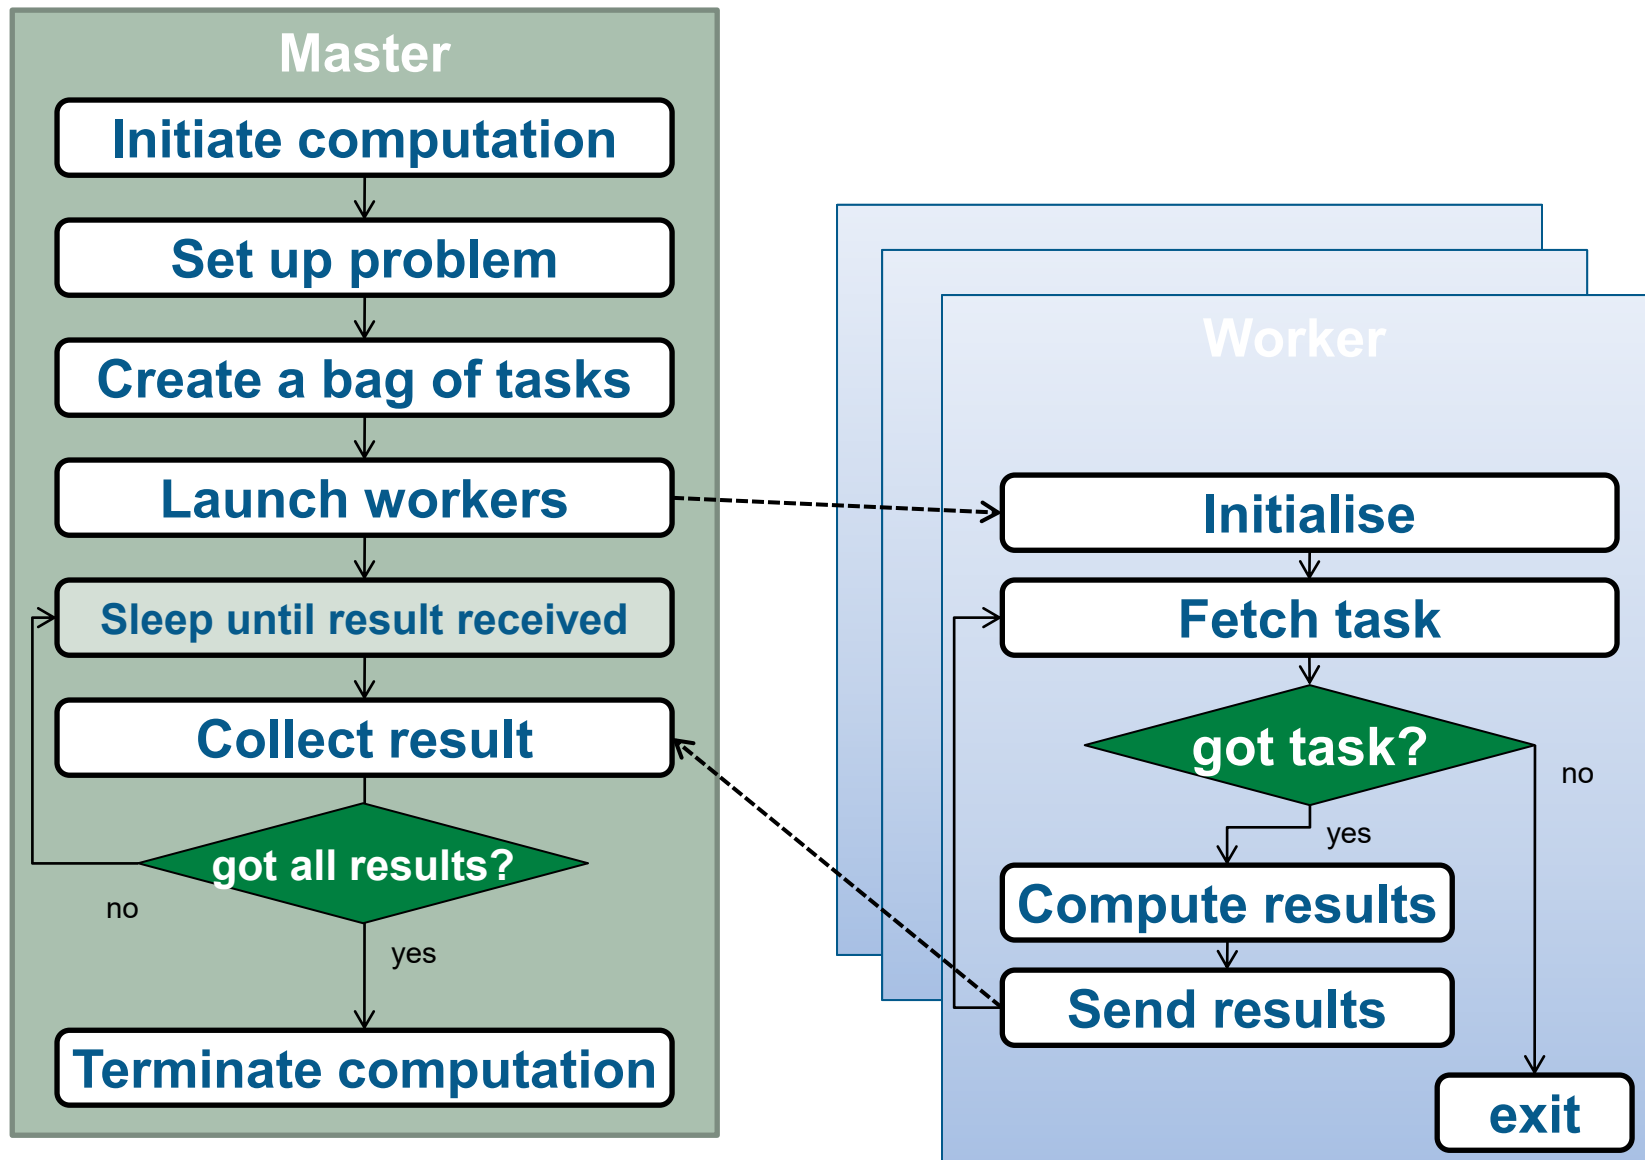 Master
Initiate computation
Set up problem
Create a bag of tasks
Launch workers
Sleep until result received
Collect result
got all results?
no
yes
Terminate computation
Worker
Initialise
Fetch task
got task?
no
yes
Compute results
Send results
exit